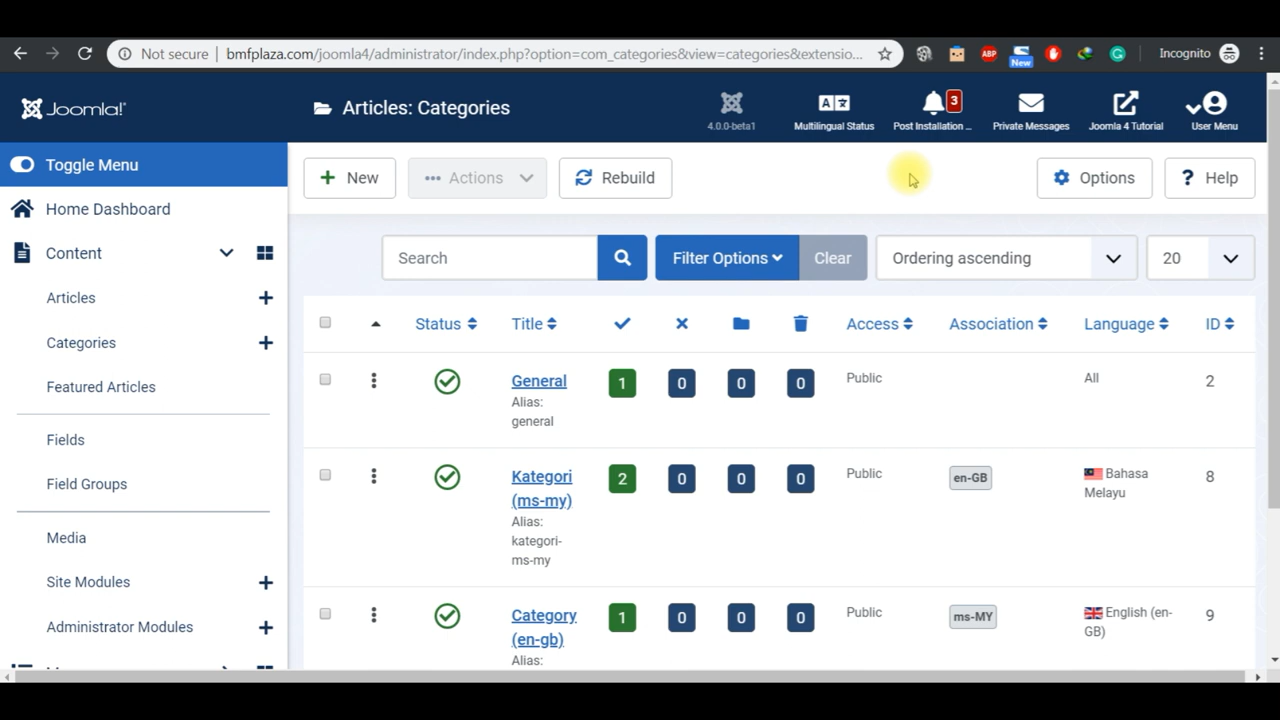 Not secure | bmfplaza.com/joomla4/administrator/index.php?option=com_categories&view=categories&extensio...
ABP
New
Incognito
Joomla!®
Articles: Categories
4.0.0-beta1
Multilingual Status
3
Post Installation ...
Private Messages
Joomla 4 Tutorial
User Menu
Toggle Menu
New
Actions
Rebuild
Options
? Help
Home Dashboard
Content
Search
Filter Options
Clear
Ordering ascending
20
Articles
Categories
Featured Articles
Fields
Field Groups
Media
Site Modules
Administrator Modules
Status
Title
Access
Association
Language
ID
General
Alias:
general
1
0
0
0
Public
All
2
Kategori
(ms-my)
Alias:
kategori-
ms-my
2
0
0
0
Public
en-GB
Bahasa
Melayu
8
Category
(en-gb)
Alias:
1
0
0
0
Public
ms-MY
English (en-
GB)
9